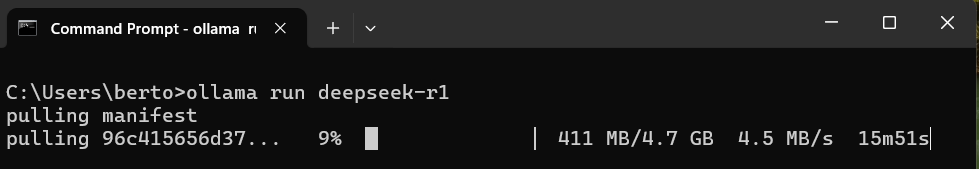 Command Prompt - ollama ru
C:\Users\berto>ollama run deepseek-r1
pulling manifest
pulling 96c415656d37... 9% 411 MB/4.7 GB 4.5 MB/s 15m51s